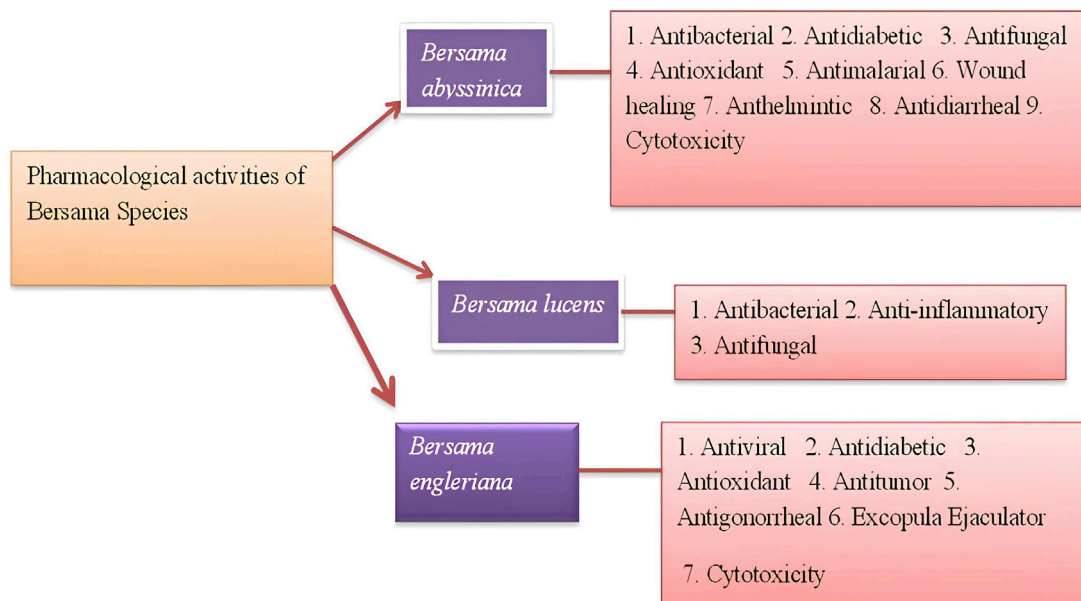 Pharmacological activities of
Bersama Species
Bersama
abyssinica
1. Antibacterial 2. Antidiabetic 3. Antifungal
4. Antioxidant 5. Antimalarial 6. Wound
healing 7. Anthelmintic 8. Antidiarrheal 9.
Cytotoxicity
Bersama lucens
1. Antibacterial 2. Anti-inflammatory
3. Antifungal
Bersama
engleriana
1. Antiviral 2. Antidiabetic 3.
Antioxidant 4. Antitumor 5.
Antigonorrheal 6. Excopula Ejaculator
7. Cytotoxicity